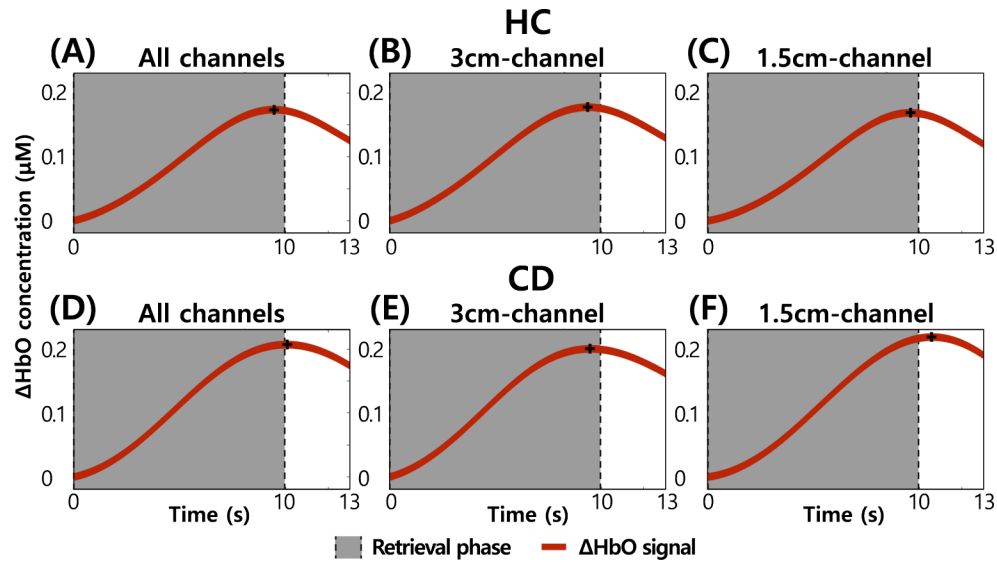 HC
(A) All channels
(B) 3cm-channel
(C) 1.5cm-channel
0.2
0.1
0
0 10 13
0.2
0.1
0
0 10 13
0.2
0.1
0
0 10 13
ΔHbO concentration (μM)
CD
(D) All channels
(E) 3cm-channel
(F) 1.5cm-channel
0.2
0.1
0
0 10 13
Time (s)
0.2
0.1
0
0 10 13
Time (s)
0.2
0.1
0
0 10 13
Time (s)
Retrieval phase
ΔHbO signal